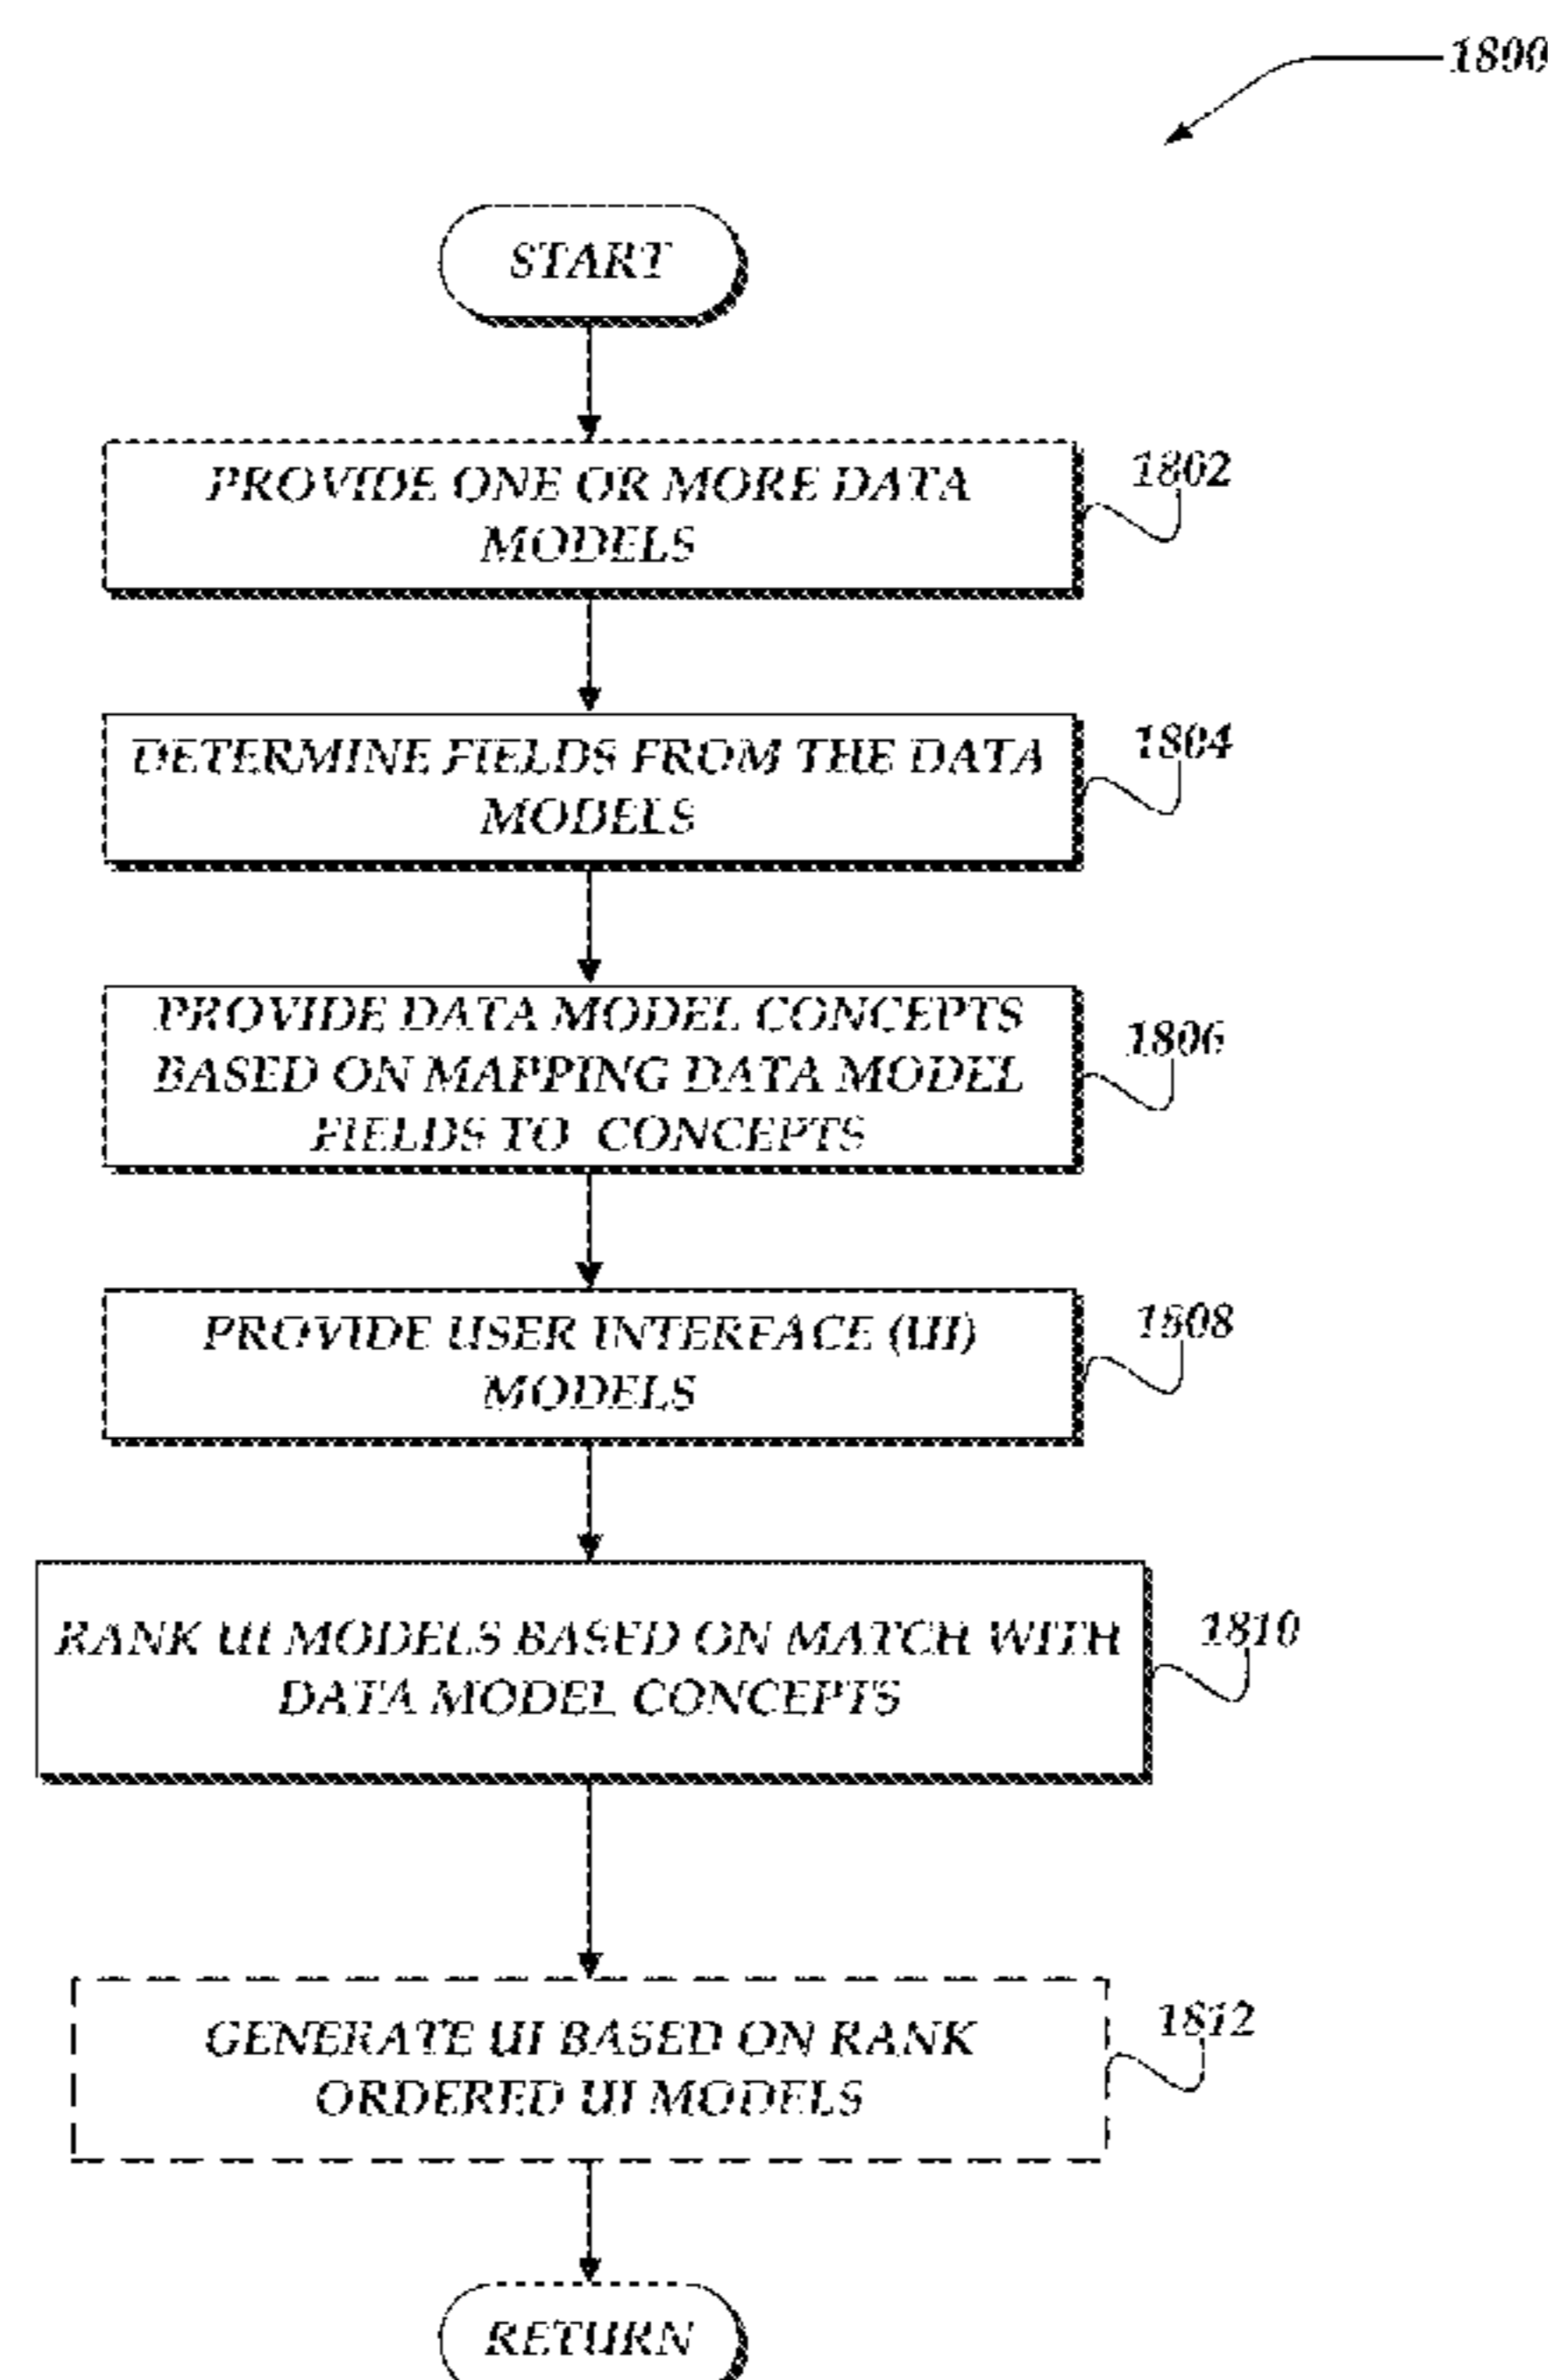 1800
START
PROVIDE ONE OR MORE DATA
MODELS
1802
DETERMINE FIELDS FROM THE DATA
MODELS
1804
PROVIDE DATA MODEL CONCEPTS
BASED ON MAPPING DATA MODEL
FIELDS TO CONCEPTS
1806
PROVIDE USER INTERFACE (UI)
MODELS
1808
RANK UI MODELS BASED ON MATCH WITH
DATA MODEL CONCEPTS
1810
GENERATE UI BASED ON RANK
ORDERED UI MODELS
1812
RETURN